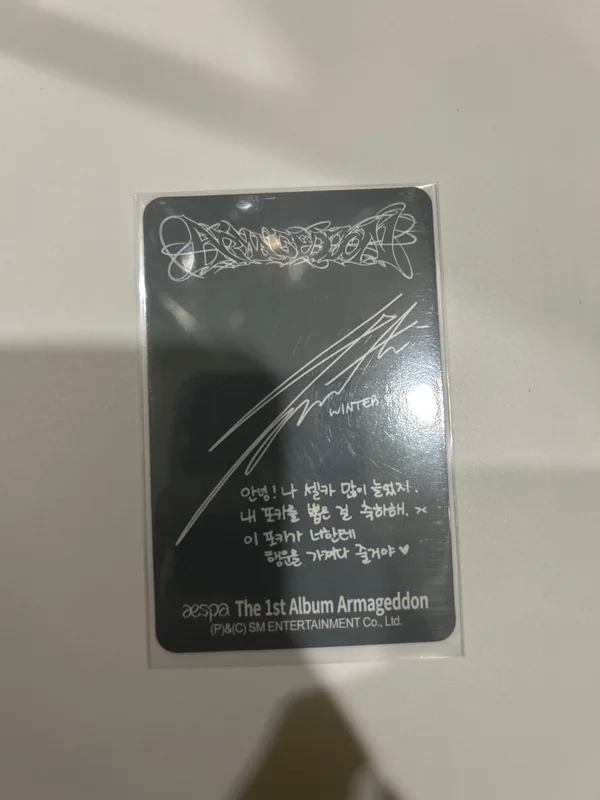 ARMAGEDDON
WINTER
안녕! 나 셀카 많이 늘었지.
내 포카를 뽑은 걸 축하해. ><
이 포카가 너한테
행운을 가져다 줄거야 ♥
aespa The 1st Album Armageddon
(P)&(C) SM ENTERTAINMENT Co., Ltd.